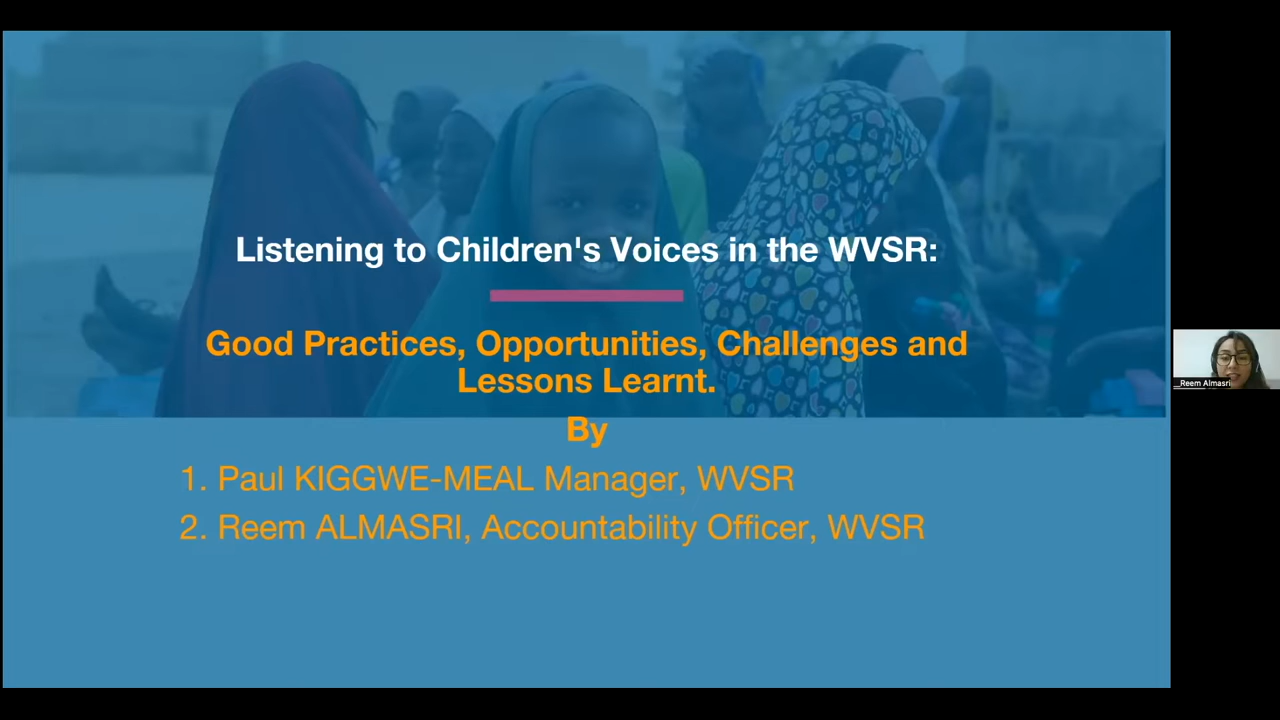 Listening to Children's Voices in the WVSR:
Good Practices, Opportunities, Challenges and
Lessons Learnt.
By
1. Paul KIGGWE-MEAL Manager, WVSR
2. Reem ALMASRI, Accountability Officer, WVSR
__Reem Almasri